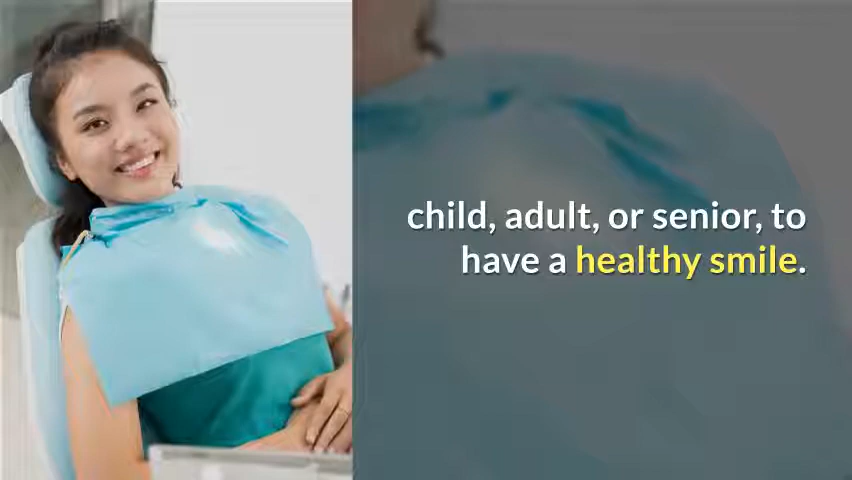 child, adult, or senior, to
have a healthy smile.